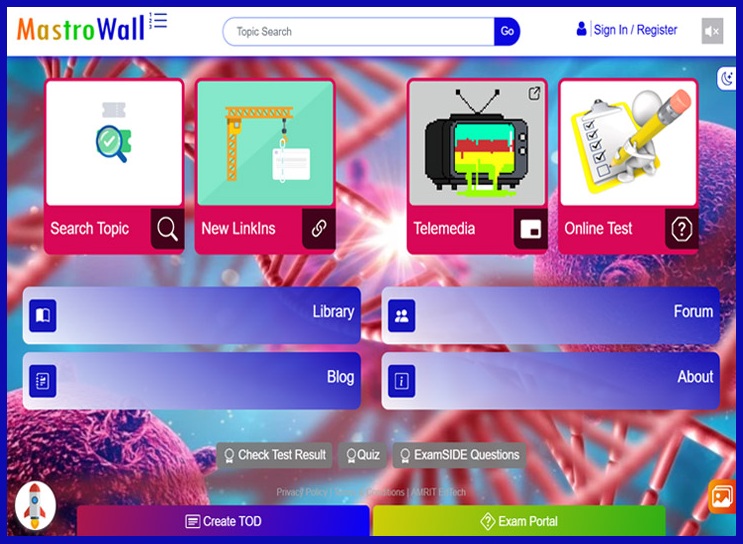 MastroWall
Topic Search
Go
Sign In / Register
Search Topic
New LinkIns
Telemedia
Online Test
Library
Forum
Blog
About
Check Test Result
Quiz
ExamSIDE Questions
Privacy Policy | Terms & Conditions | AMRIT EdTech
Create TOD
Exam Portal